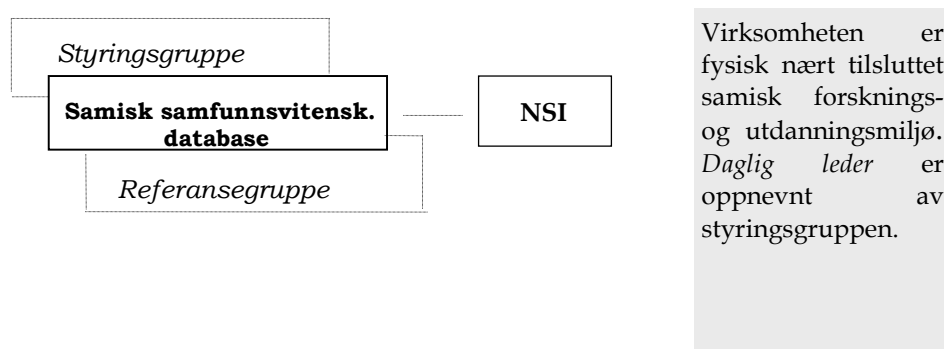 Styringsgruppe
Samisk samfunnsvitensk.
database
NSI
Referansegruppe
Virksomheten er
fysisk nært tilsluttet
samisk forsknings-
og utdanningsmiljø.
Daglig leder er
oppnevnt av
styringsgruppen.